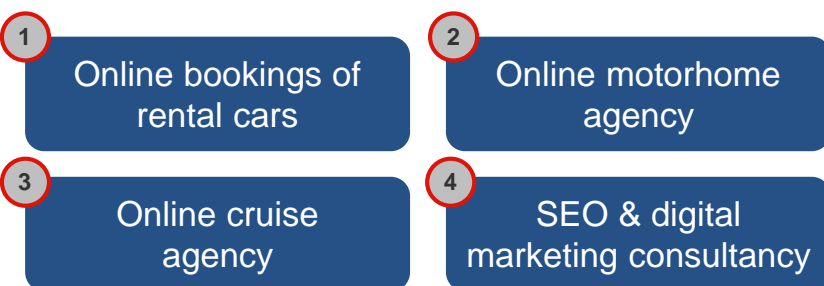 1
Online bookings of
rental cars
2
Online motorhome
agency
3
Online cruise
agency
4
SEO & digital
marketing consultancy